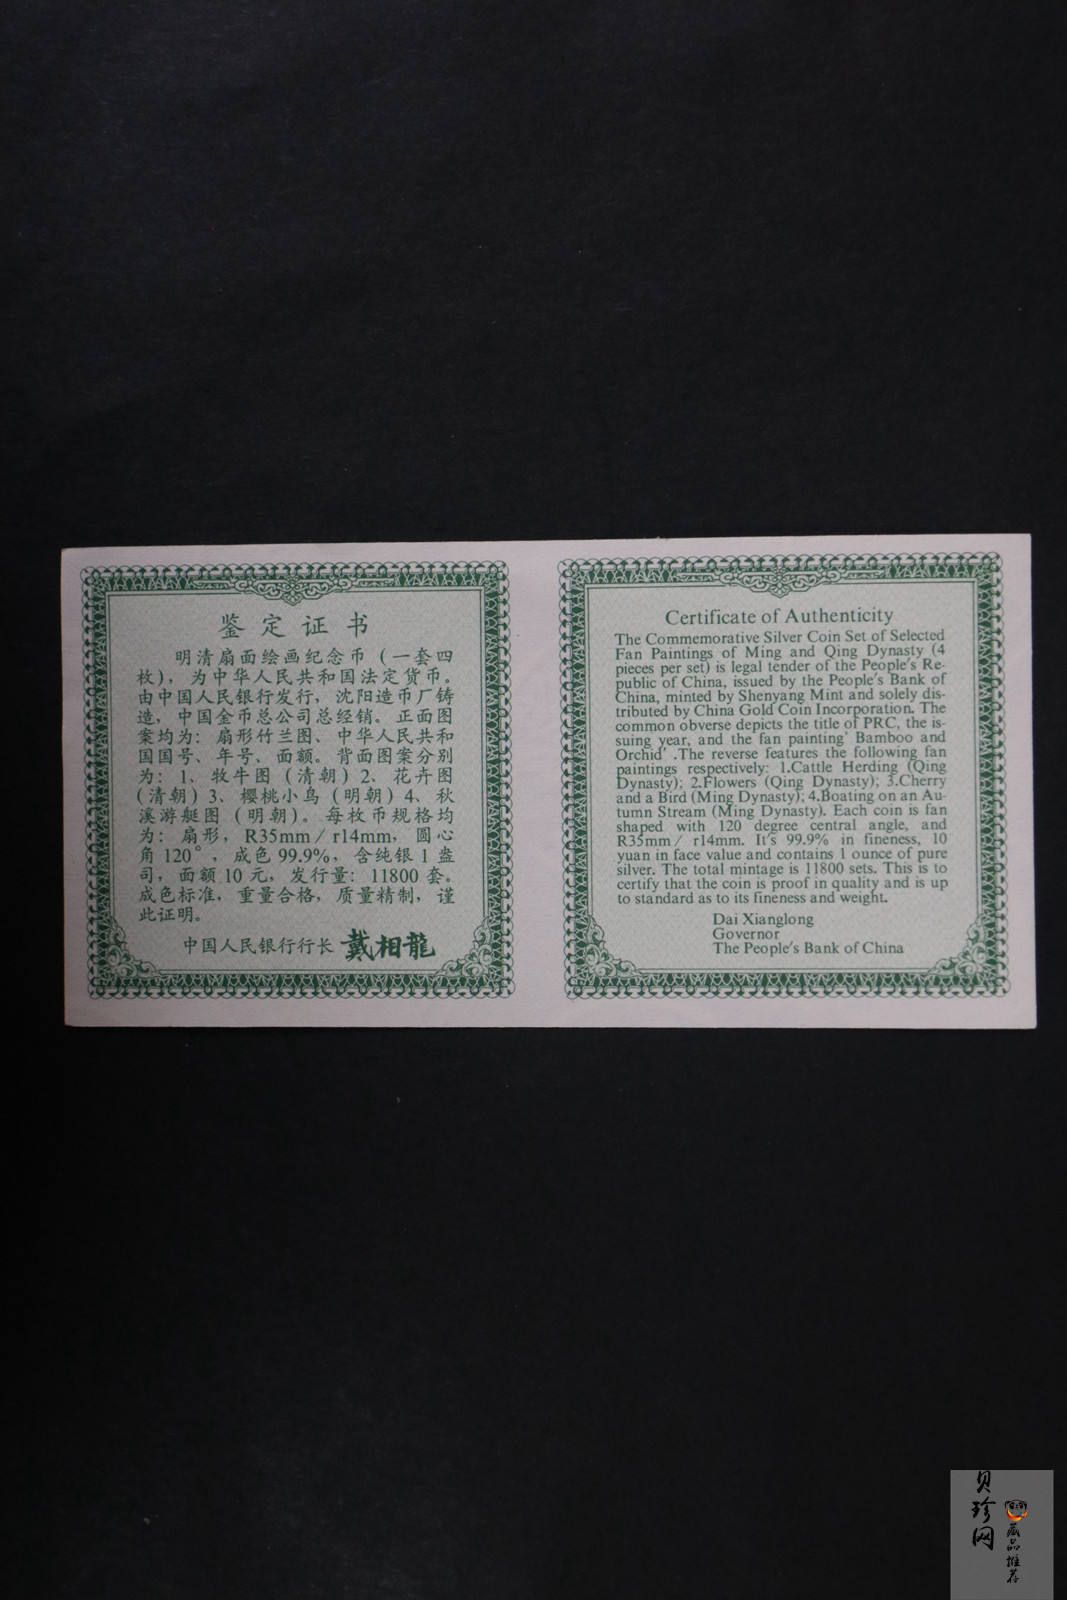 鉴定证书
明清扇面绘画纪念币(一套四
枚),为中华人民共和国法定货币。
由中国人民银行发行,沈阳造币厂铸
造,中国金币总公司总经销。正面图
案均为:扇形竹兰图、中华人民共和
国国号、年号、面额。背面图案分别
为:1、牧牛图(清朝)2、花卉图
(清朝)3、樱桃小鸟(明朝)4、秋
溪游艇图(明朝)。每枚币规格均
为:扇形,R35mm/r14mm,圆心
角120°,成色99.9%,含纯银1盎
司,面额10元,发行量:11800套。
成色标准,重量合格,质量精制,谨
此证明。
中国人民银行行长 戴相龍
Certificate of Authenticity
The Commemorative Silver Coin Set of Selected
Fan Paintings of Ming and Qing Dynasty (4
pieces per set) is legal tender of the People's Re-
public of China, issued by the People's Bank of
China, minted by Shenyang Mint and solely dis-
tributed by China Gold Coin Incorporation. The
common obverse depicts the title of PRC, the is-
suing year, and the fan painting' Bamboo and
Orchid' .The reverse features the following fan
paintings respectively: 1.Cattle Herding (Qing
Dynasty); 2.Flowers (Qing Dynasty); 3.Cherry
and a Bird (Ming Dynasty); 4.Boating on an Au-
tumn Stream (Ming Dynasty). Each coin is fan
shaped with 120 degree central angle, and
R35mm/ r14mm. It's 99.9% in fineness, 10
yuan in face value and contains 1 ounce of pure
silver. The total mintage is 11800 sets. This is to
certify that the coin is proof in quality and is up
to standard as to its fineness and weight.
Dai Xianglong
Governor
The People's Bank of China
贝珍网
藏品推荐